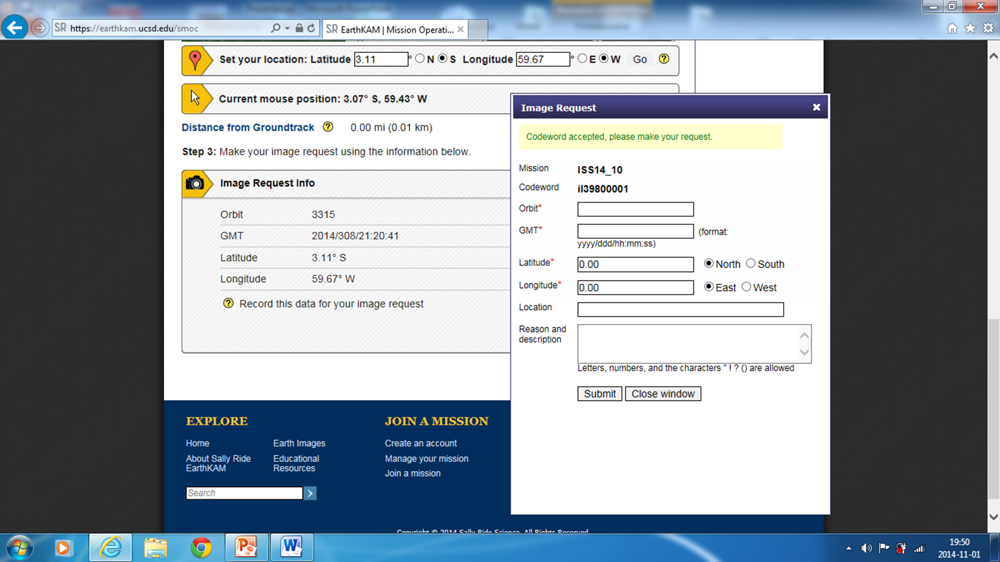 SR https://earthkam.ucsd.edu/smoc
SR EarthKAM | Mission Operati...
Set your location: Latitude 3.11 ° N S Longitude 59.67 ° E W Go ?
Current mouse position: 3.07° S, 59.43° W
Distance from Groundtrack ? 0.00 mi (0.01 km)
Step 3: Make your image request using the information below.
Image Request Info
Orbit 3315
GMT 2014/308/21:20:41
Latitude 3.11° S
Longitude 59.67° W
? Record this data for your image request
Image Request
Codeword accepted, please make your request.
Mission ISS14_10
Codeword il39800001
Orbit*
GMT* (format:
yyyy/ddd/hh:mm:ss)
Latitude* 0.00 North South
Longitude* 0.00 East West
Location
Reason and
description
Letters, numbers, and the characters " ! ? () are allowed
Submit Close window
EXPLORE
Home
About Sally Ride
EarthKAM
Earth Images
Educational
Resources
Search
JOIN A MISSION
Create an account
Manage your mission
Join a mission
Copyright © 2014 Sally Ride Science. All Rights Reserved.
19:50
2014-11-01